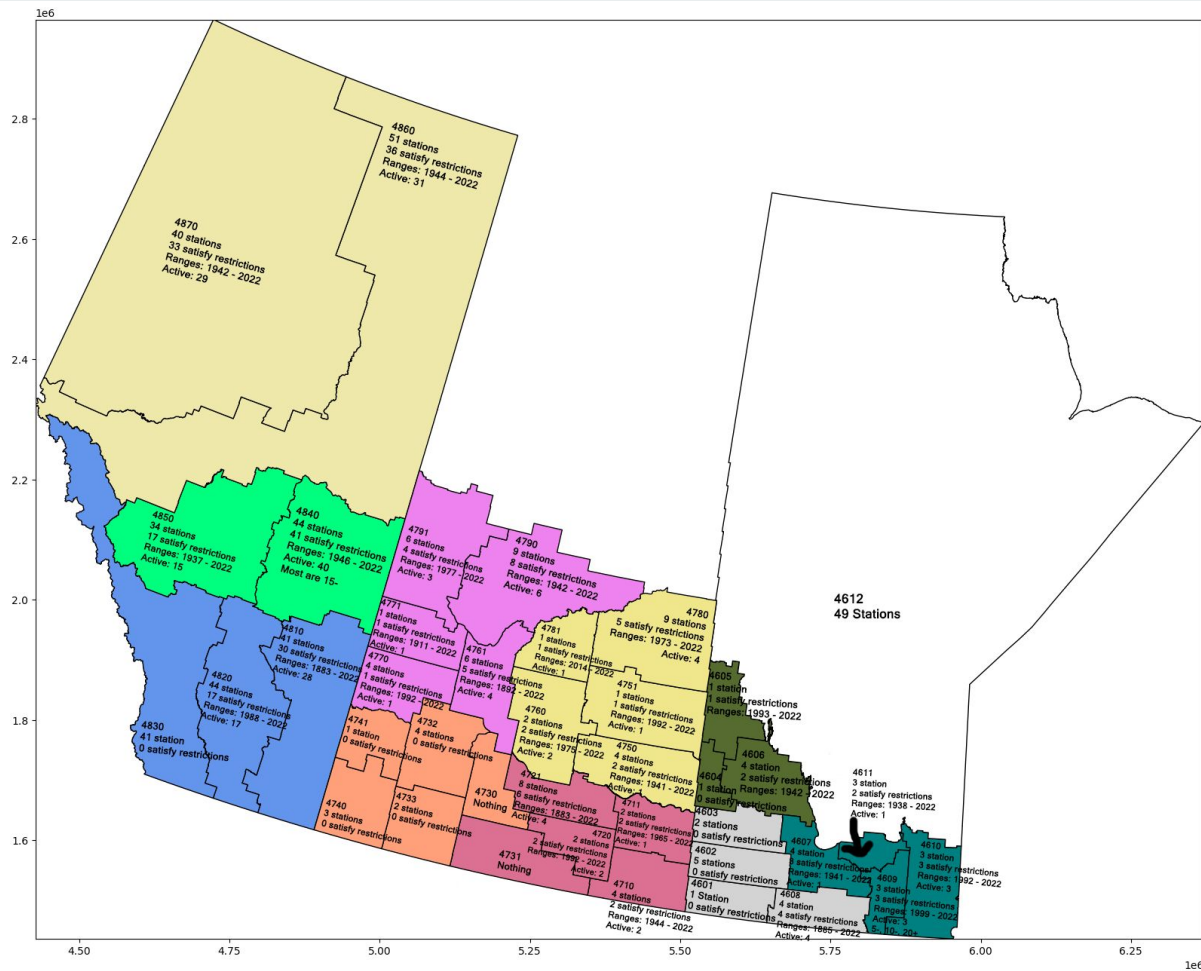 1e6
2.8
2.6
2.4
2.2
2.0
1.8
1.6
4860
51 stations
36 satisfy restrictions
Ranges: 1944 - 2022
Active: 31
4870
40 stations
33 satisfy restrictions
Ranges: 1942 - 2022
Active: 29
4850
34 stations
17 satisfy restrictions
Ranges: 1937 - 2022
Active: 15
4840
44 stations
41 satisfy restrictions
Ranges: 1946 - 2022
Active: 40
Most are 15-
4791
6 stations
4 satisfy restrictions
Ranges: 1977 - 2022
Active: 3
4790
9 stations
8 satisfy restrictions
Ranges: 1942 - 2022
Active: 6
4612
49 Stations
4780
9 stations
5 satisfy restrictions
Ranges: 1973 - 2022
Active: 4
4771
1 stations
1 satisfy restrictions
Ranges: 1911 - 2022
Active: 1
4781
1 stations
1 satisfy restrictions
Ranges: 2014 - 2022
Active: 1
4810
41 stations
30 satisfy restrictions
Ranges: 1883 - 2022
Active: 28
4761
6 stations
5 satisfy restrictions
Ranges: 1892 - 2022
Active: 4
4770
4 stations
1 satisfy restrictions
Ranges: 1992 - 2022
Active: 1
4820
44 stations
17 satisfy restrictions
Ranges: 1988 - 2022
Active: 17
4751
1 stations
1 satisfy restrictions
Ranges: 1992 - 2022
Active: 1
4605
1 station
1 satisfy restrictions
Ranges: 1993 - 2022
4760
2 stations
2 satisfy restrictions
Ranges: 1975 - 2022
Active: 2
4830
41 station
0 satisfy restrictions
4741
1 station
0 satisfy restrictions
4732
4 stations
0 satisfy restrictions
4750
4 stations
2 satisfy restrictions
Ranges: 1941 - 2022
Active: 1
4606
4 station
2 satisfy restrictions
Ranges: 1942 - 2022
4604
1 station
0 satisfy restrictions
4611
3 station
2 satisfy restrictions
Ranges: 1938 - 2022
Active: 1
4721
8 stations
6 satisfy restrictions
Ranges: 1883 - 2022
Active: 4
4730
Nothing
4740
3 stations
0 satisfy restrictions
4733
2 stations
0 satisfy restrictions
4711
2 stations
2 satisfy restrictions
Ranges: 1965 - 2022
Active: 1
4720
2 stations
2 satisfy restrictions
Ranges: 1992 - 2022
Active: 2
4603
2 stations
0 satisfy restrictions
4607
4 station
satisfy restrictions
Ranges: 1941 - 2022
Active: 1
4610
3 station
3 satisfy restrictions
Ranges: 1992 - 2022
Active: 3
4
4602
5 stations
0 satisfy restrictions
4731
Nothing
4609
3 station
3 satisfy restrictions
Ranges: 1999 - 2022
Active: 3
5-, 10-, 20+
4710
4 stations
2 satisfy restrictions
Ranges: 1944 - 2022
Active: 2
4601
1 Station
0 satisfy restrictions
4608
4 station
4 satisfy restrictions
Ranges: 1885 - 2022
Active: 4
4.50
4.75
5.00
5.25
5.50
5.75
6.00
6.25
1e6